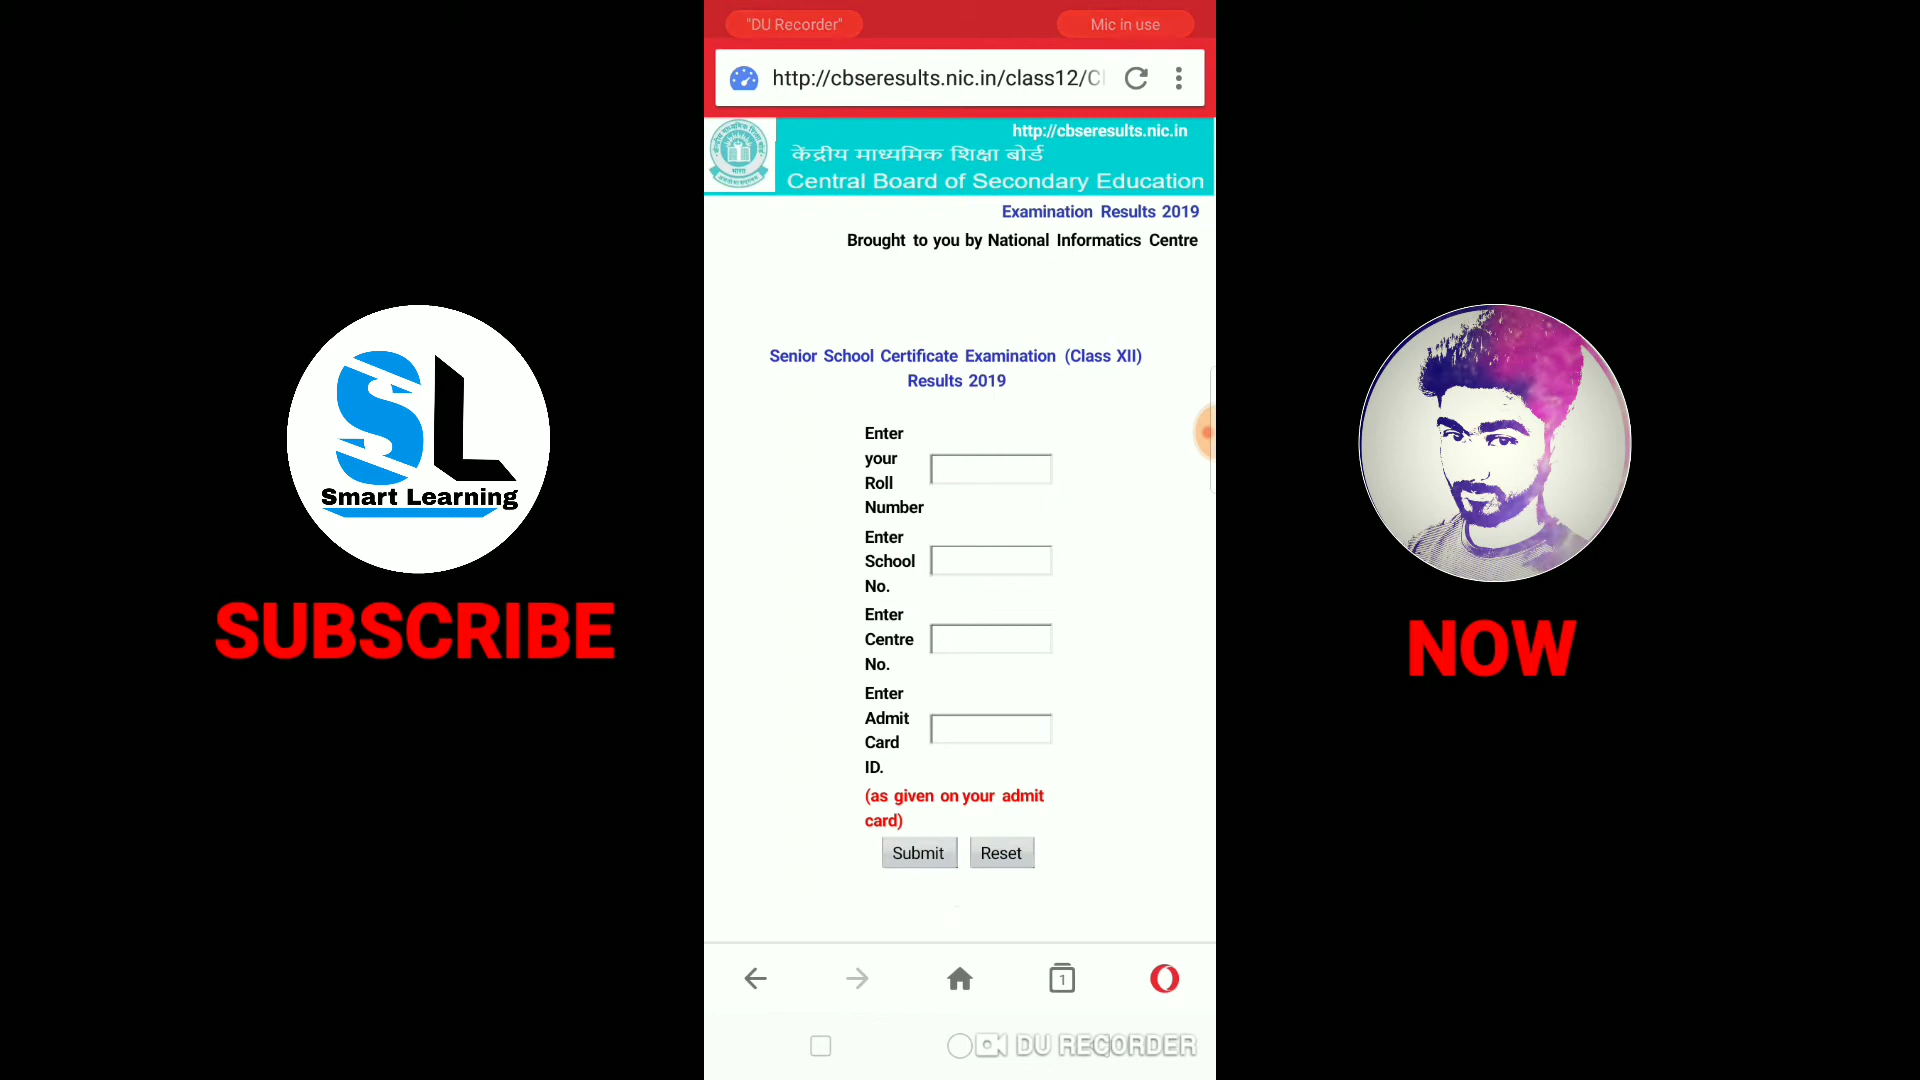 "DU Recorder"
Mic in use
http://cbseresults.nic.in/class12/C
http://cbseresults.nic.in
केंद्रीय माध्यमिक शिक्षा बोर्ड
Central Board of Secondary Education
Examination Results 2019
Brought to you by National Informatics Centre
Senior School Certificate Examination (Class XII)
Results 2019
Enter
your
Roll
Number
Enter
School
No.
Enter
Centre
No.
Enter
Admit
Card
ID.
(as given on your admit
card)
Submit
Reset
1
DU RECORDER
SL
Smart Learning
SUBSCRIBE
NOW